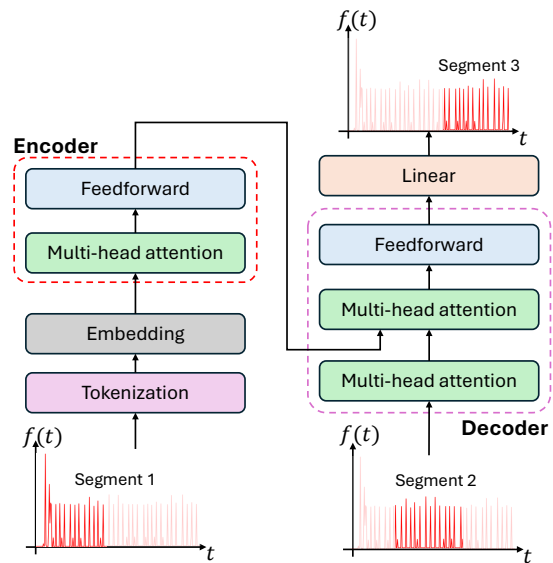 f(t)
Segment 3
t
Encoder
Feedforward
Multi-head attention
Embedding
Tokenization
f(t)
Segment 1
t
Linear
Feedforward
Multi-head attention
Multi-head attention
Decoder
f(t)
Segment 2
t